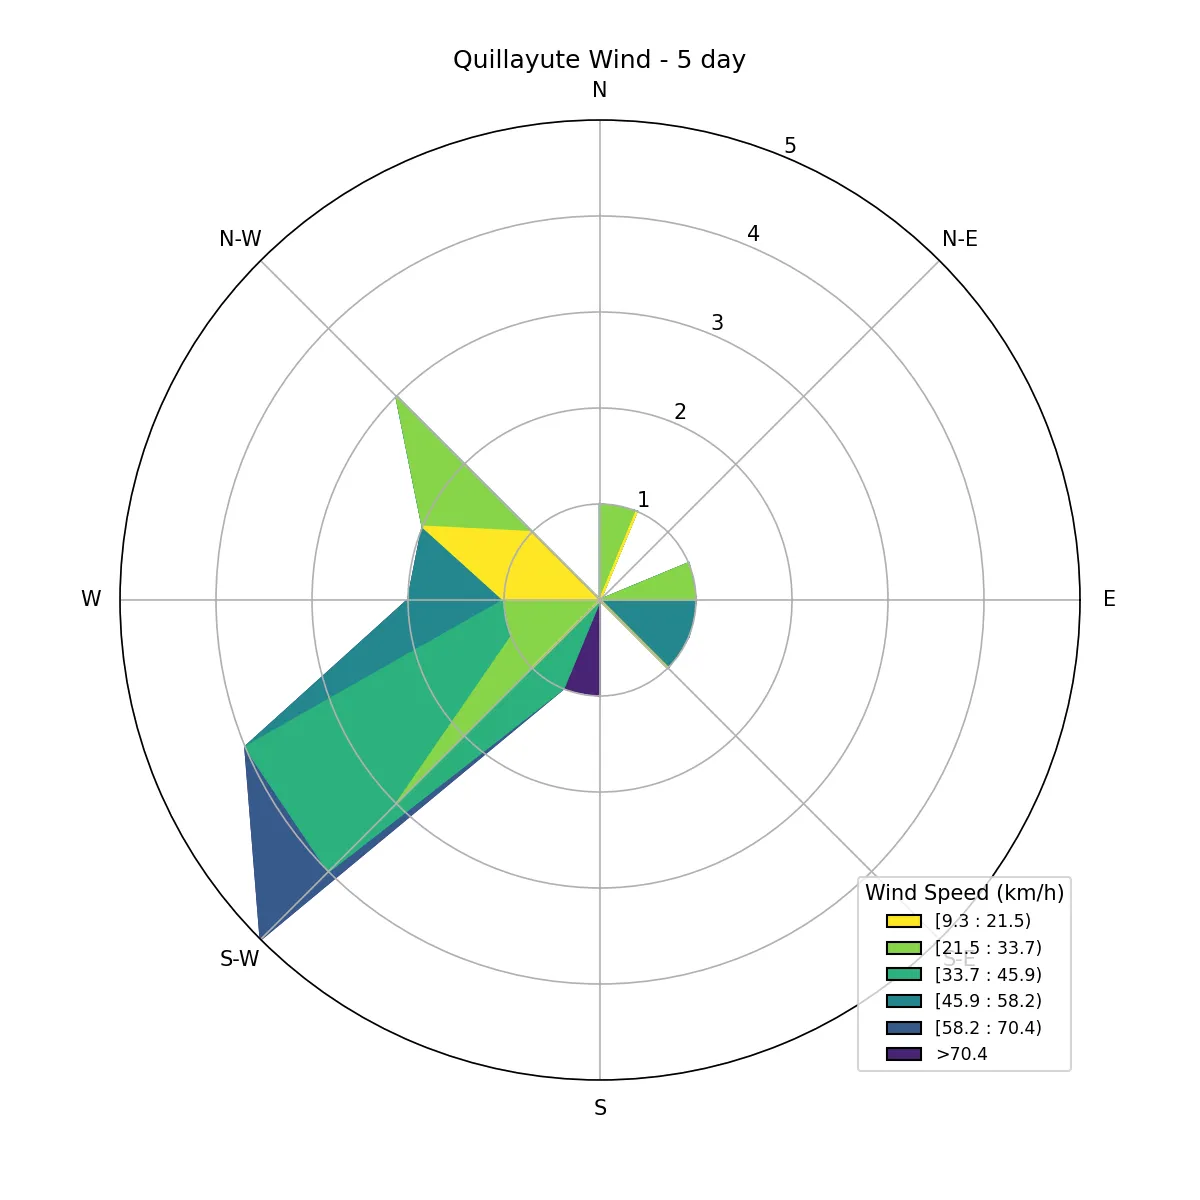 Quillayute Wind - 5 day
N
5
N-W
4
N-E
3
2
1
W
E
S-W
S-E
S
Wind Speed (km/h)
[9.3 : 21.5)
[21.5 : 33.7)
[33.7 : 45.9)
[45.9 : 58.2)
[58.2 : 70.4)
>70.4